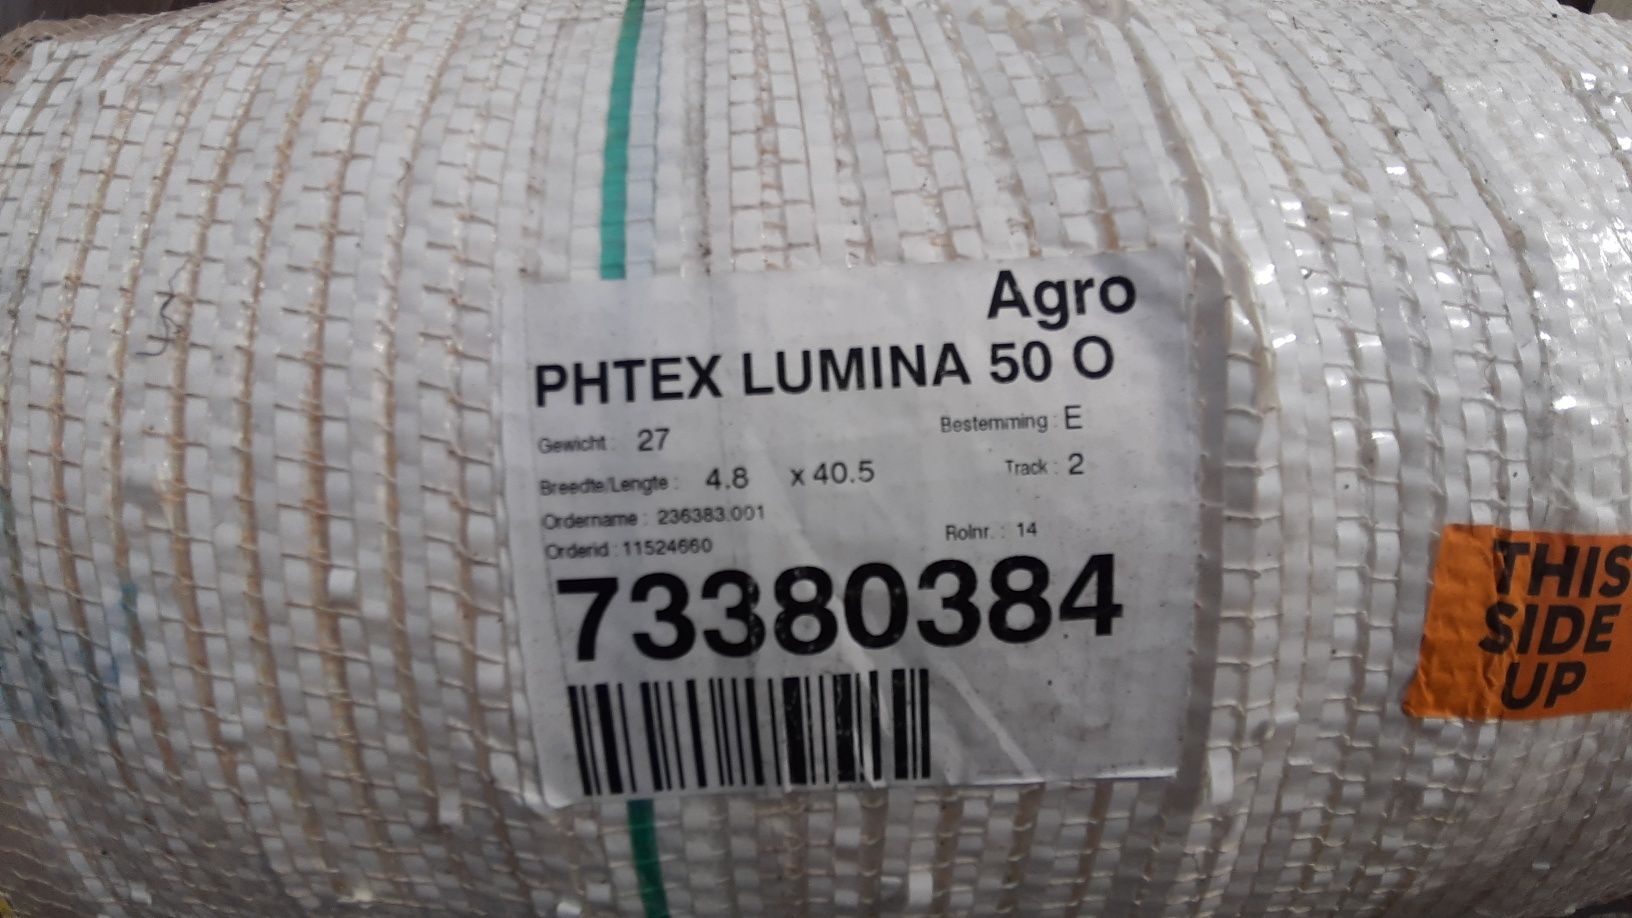 Agro
PHTEX LUMINA 50 O
Gewicht : 27
Bestemming : E
Breedte/Lengte : 4.8 x 40.5
Track : 2
Ordername : 236383.001
Rolnr. : 14
Orderid : 11524660
73380384
THIS
SIDE
UP